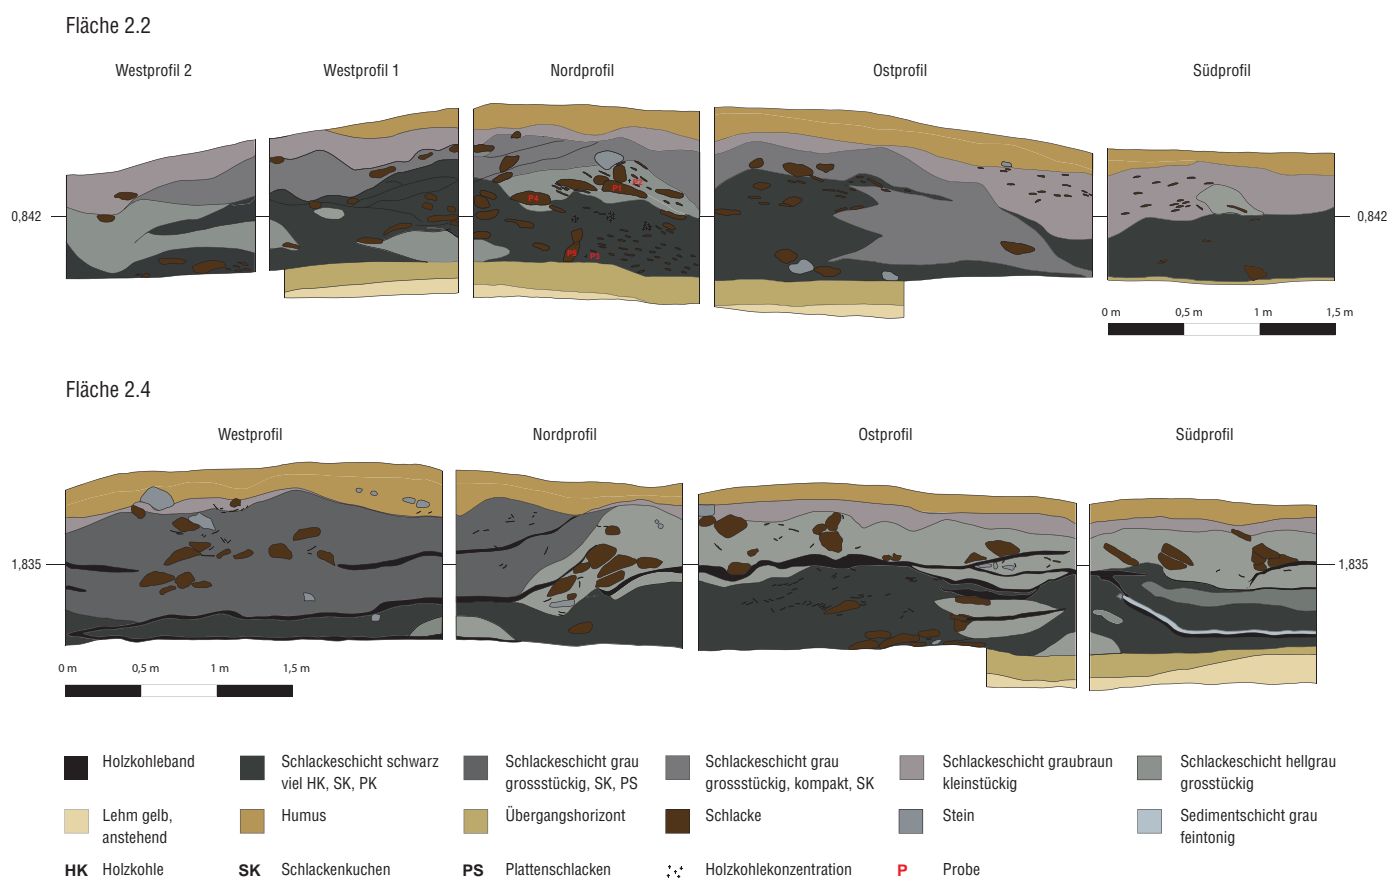 Fläche 2.2
Westprofil 2 Westprofil 1 Nordprofil Ostprofil Südprofil
P1
P4
P5 P3
0,842 0,842
0 m 0,5 m 1 m 1,5 m
Fläche 2.4
Westprofil Nordprofil Ostprofil Südprofil
1,835 1,835
0 m 0,5 m 1 m 1,5 m
Holzkohleband
Schlackeschicht schwarz
viel HK, SK, PK
Schlackeschicht grau
grossstückig, SK, PS
Schlackeschicht grau
grossstückig, kompakt, SK
Schlackeschicht graubraun
kleinstückig
Schlackeschicht hellgrau
grosstückig
Lehm gelb,
anstehend
Humus
Übergangshorizont
Schlacke
Stein
Sedimentschicht grau
feintonig
HK Holzkohle
SK Schlackenkuchen
PS Plattenschlacken
Holzkohlekonzentration
P Probe